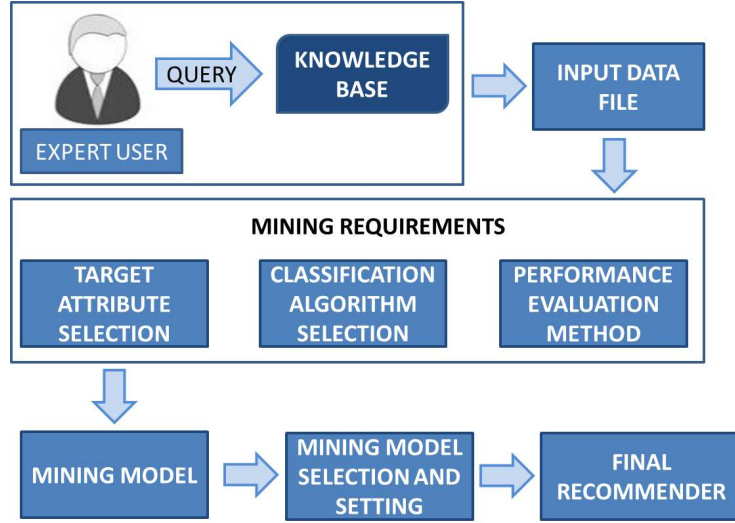 QUERY
KNOWLEDGE
BASE
INPUT DATA
FILE
EXPERT USER
MINING REQUIREMENTS
TARGET
ATTRIBUTE
SELECTION
CLASSIFICATION
ALGORITHM
SELECTION
PERFORMANCE
EVALUATION
METHOD
MINING MODEL
MINING MODEL
SELECTION AND
SETTING
FINAL
RECOMMENDER